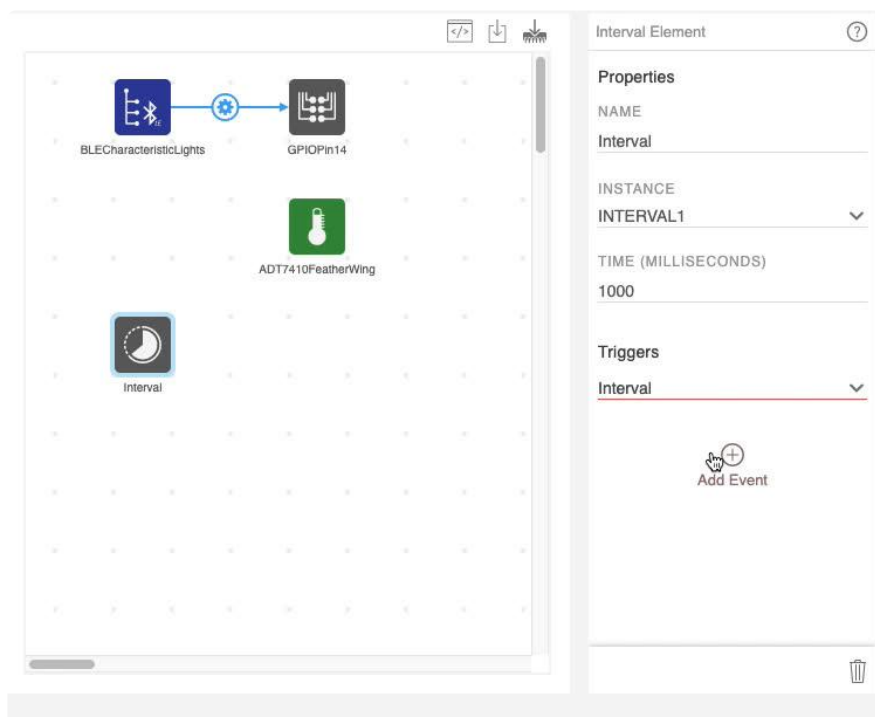 </>
Interval Element
?
BLECharacteristicLights
GPIOPin14
ADT7410FeatherWing
Interval
Properties
NAME
Interval
INSTANCE
INTERVAL1
TIME (MILLISECONDS)
1000
Triggers
Interval
Add Event